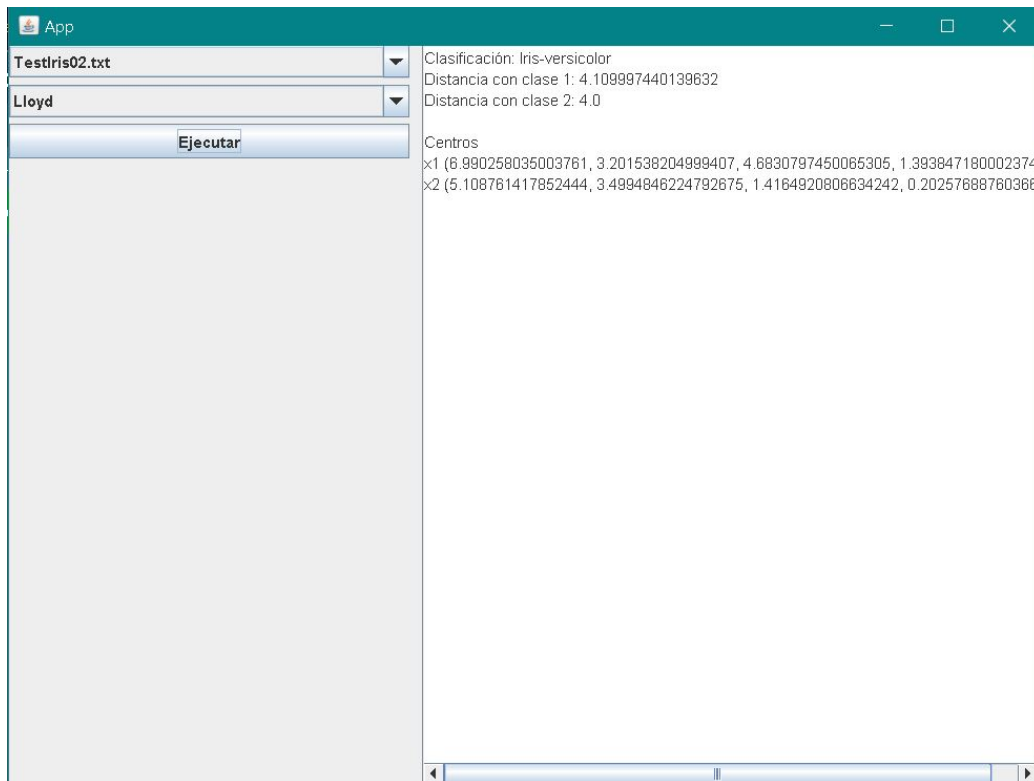 App
TestIris02.txt
Lloyd
Ejecutar
Clasificación: Iris-versicolor
Distancia con clase 1: 4.109997440139632
Distancia con clase 2: 4.0
Centros
x1 (6.990258035003761, 3.201538204999407, 4.6830797450065305, 1.393847180002374
x2 (5.108761417852444, 3.4994846224792675, 1.4164920806634242, 0.20257688760366